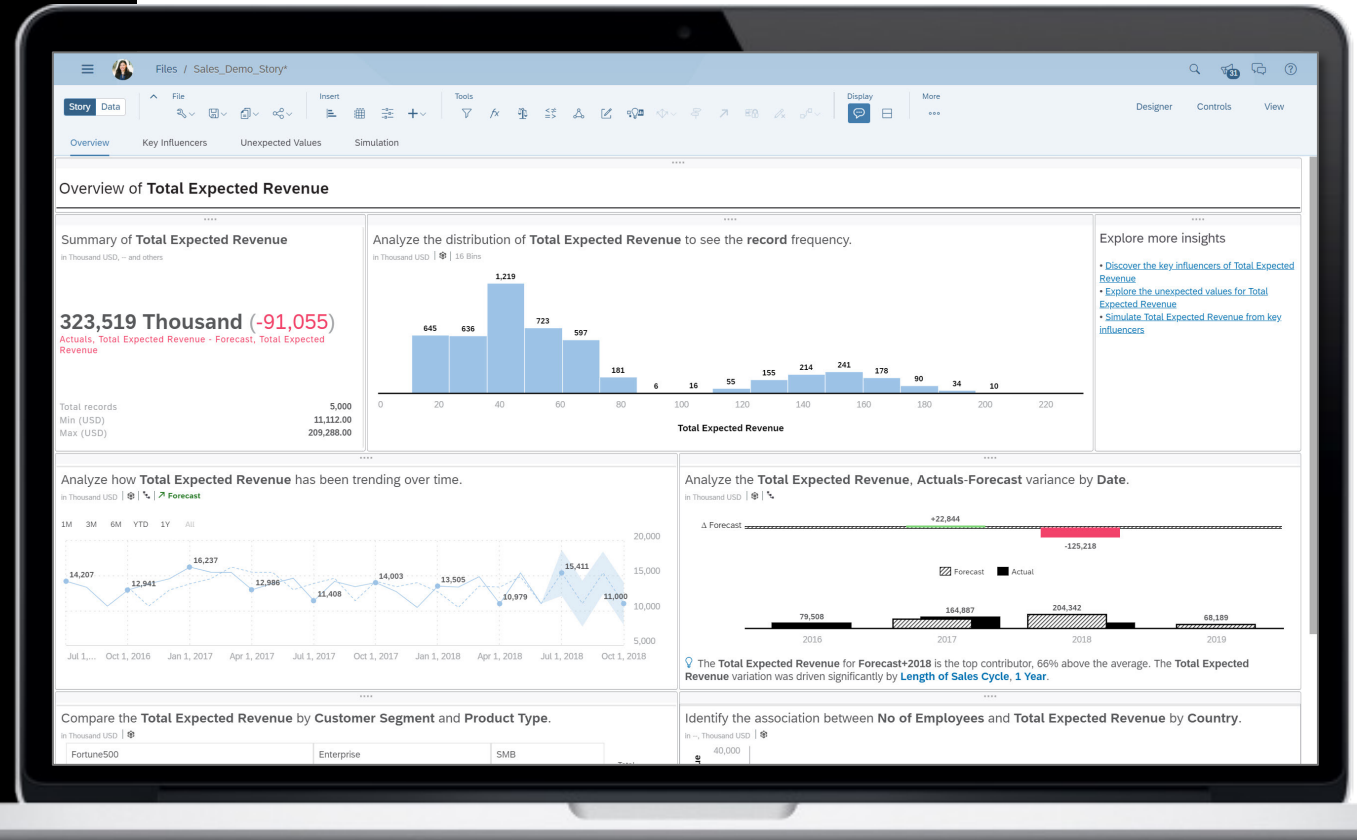 Files / Sales_Demo_Story*
31
Story Data
File
Insert
Tools
Display
More
Designer Controls View
Overview Key Influencers Unexpected Values Simulation
Overview of Total Expected Revenue
Summary of Total Expected Revenue
in Thousand USD, – and others
323,519 Thousand (-91,055)
Actuals, Total Expected Revenue - Forecast, Total Expected
Revenue
Total records 5,000
Min (USD) 11,112.00
Max (USD) 209,288.00
Analyze the distribution of Total Expected Revenue to see the record frequency.
in Thousand USD | 16 Bins
1,219
723
645 636
597
181
6 16 55 155 214 241 178 90 34 10
0 20 40 60 80 100 120 140 160 180 200 220
Total Expected Revenue
Explore more insights
• Discover the key influencers of Total Expected
Revenue
• Explore the unexpected values for Total
Expected Revenue
• Simulate Total Expected Revenue from key
influencers
Analyze how Total Expected Revenue has been trending over time.
in Thousand USD | Forecast
1M 3M 6M YTD 1Y All
20,000
15,000
10,000
5,000
14,207 12,941 16,237 12,986 11,408 14,003 13,505 10,979 15,411 11,000
Jul 1,... Oct 1, 2016 Jan 1, 2017 Apr 1, 2017 Jul 1, 2017 Oct 1, 2017 Jan 1, 2018 Apr 1, 2018 Jul 1, 2018 Oct 1, 2018
Analyze the Total Expected Revenue, Actuals-Forecast variance by Date.
in Thousand USD
+22,844
Δ Forecast
-125,218
Forecast Actual
79,508 164,887 204,342 68,189
2016 2017 2018 2019
The Total Expected Revenue for Forecast+2018 is the top contributor, 66% above the average. The Total Expected
Revenue variation was driven significantly by Length of Sales Cycle, 1 Year.
Compare the Total Expected Revenue by Customer Segment and Product Type.
in Thousand USD
Fortune500 Enterprise SMB
Identify the association between No of Employees and Total Expected Revenue by Country.
in –, Thousand USD
40,000